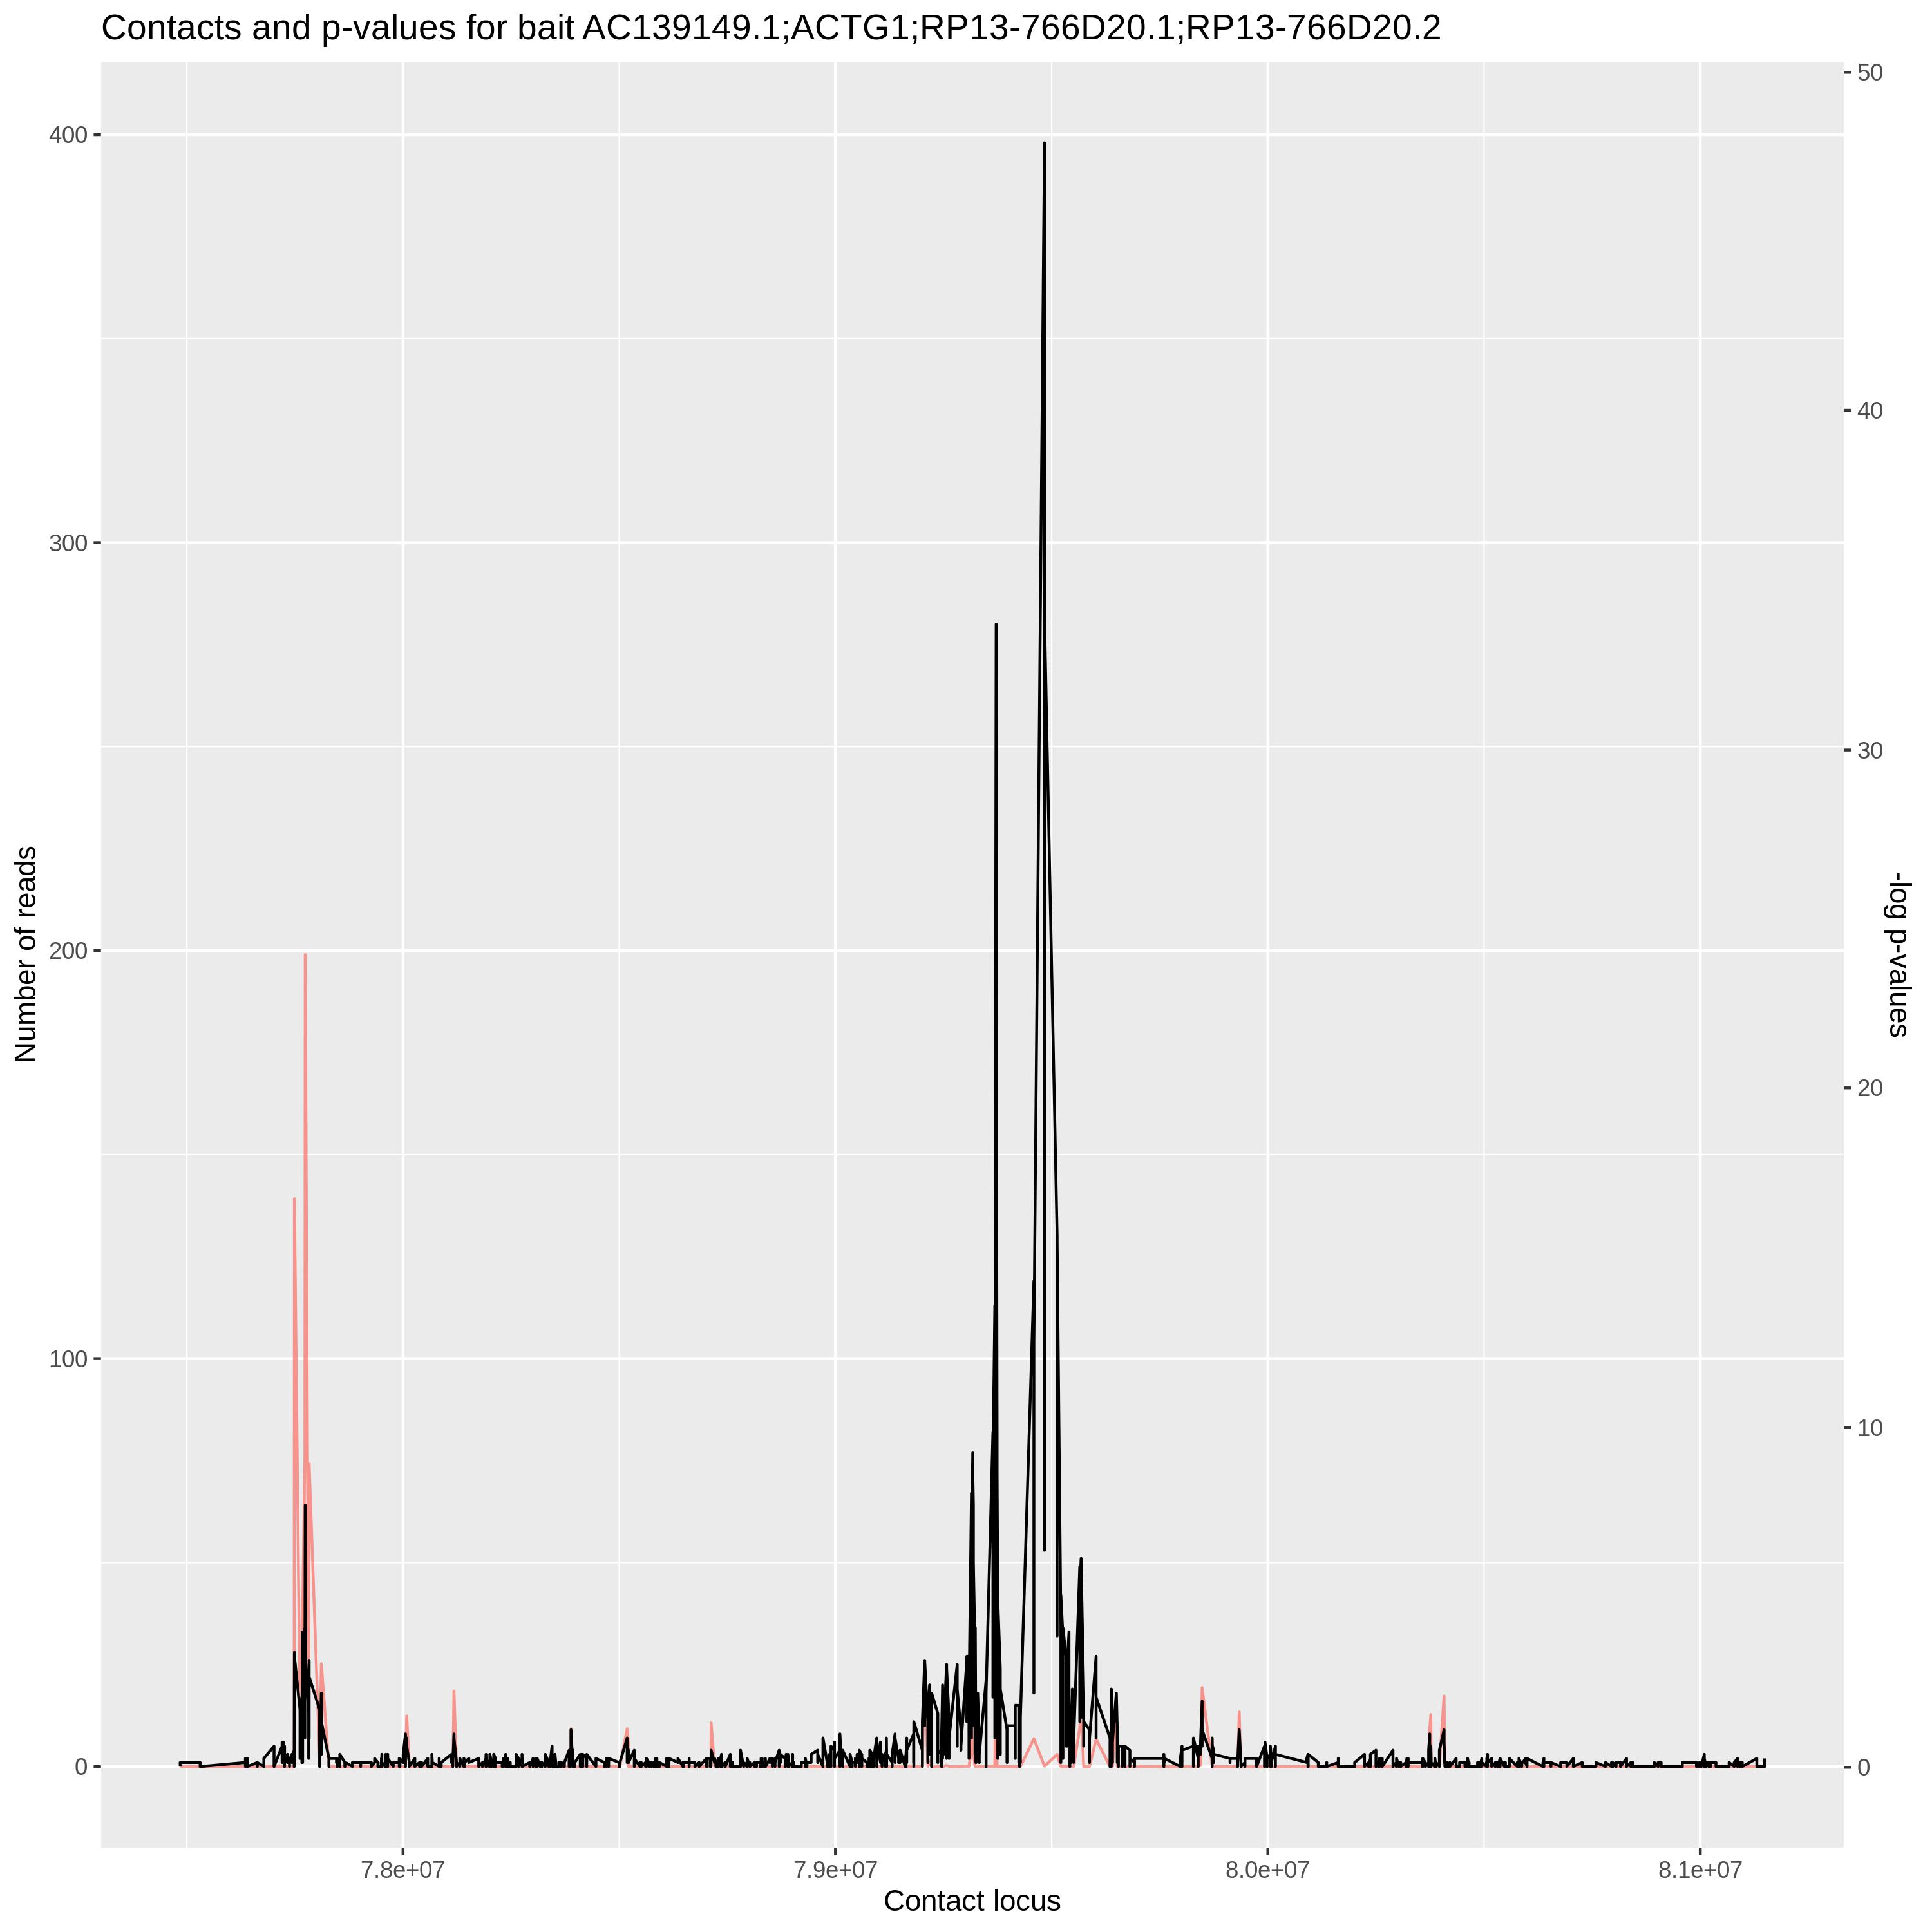 Contacts and p-values for bait AC139149.1;ACTG1;RP13-766D20.1;RP13-766D20.2
Number of reads
400
300
200
100
0
50
40
30
20
10
0
-log p-values
7.8e+07
7.9e+07
8.0e+07
8.1e+07
Contact locus